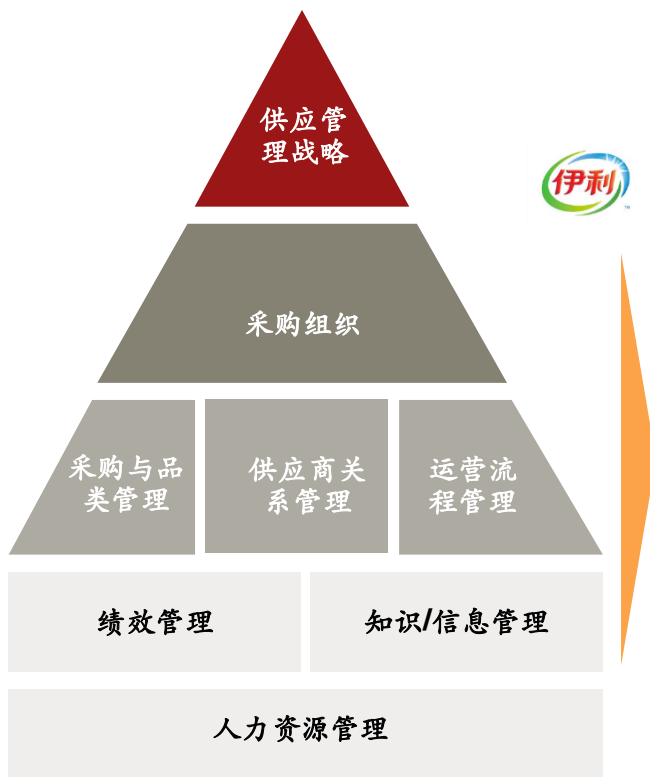 供应管
理战略
伊利
TM
采购组织
采购与品
类管理
供应商关
系管理
运营流
程管理
绩效管理
知识/信息管理
人力资源管理